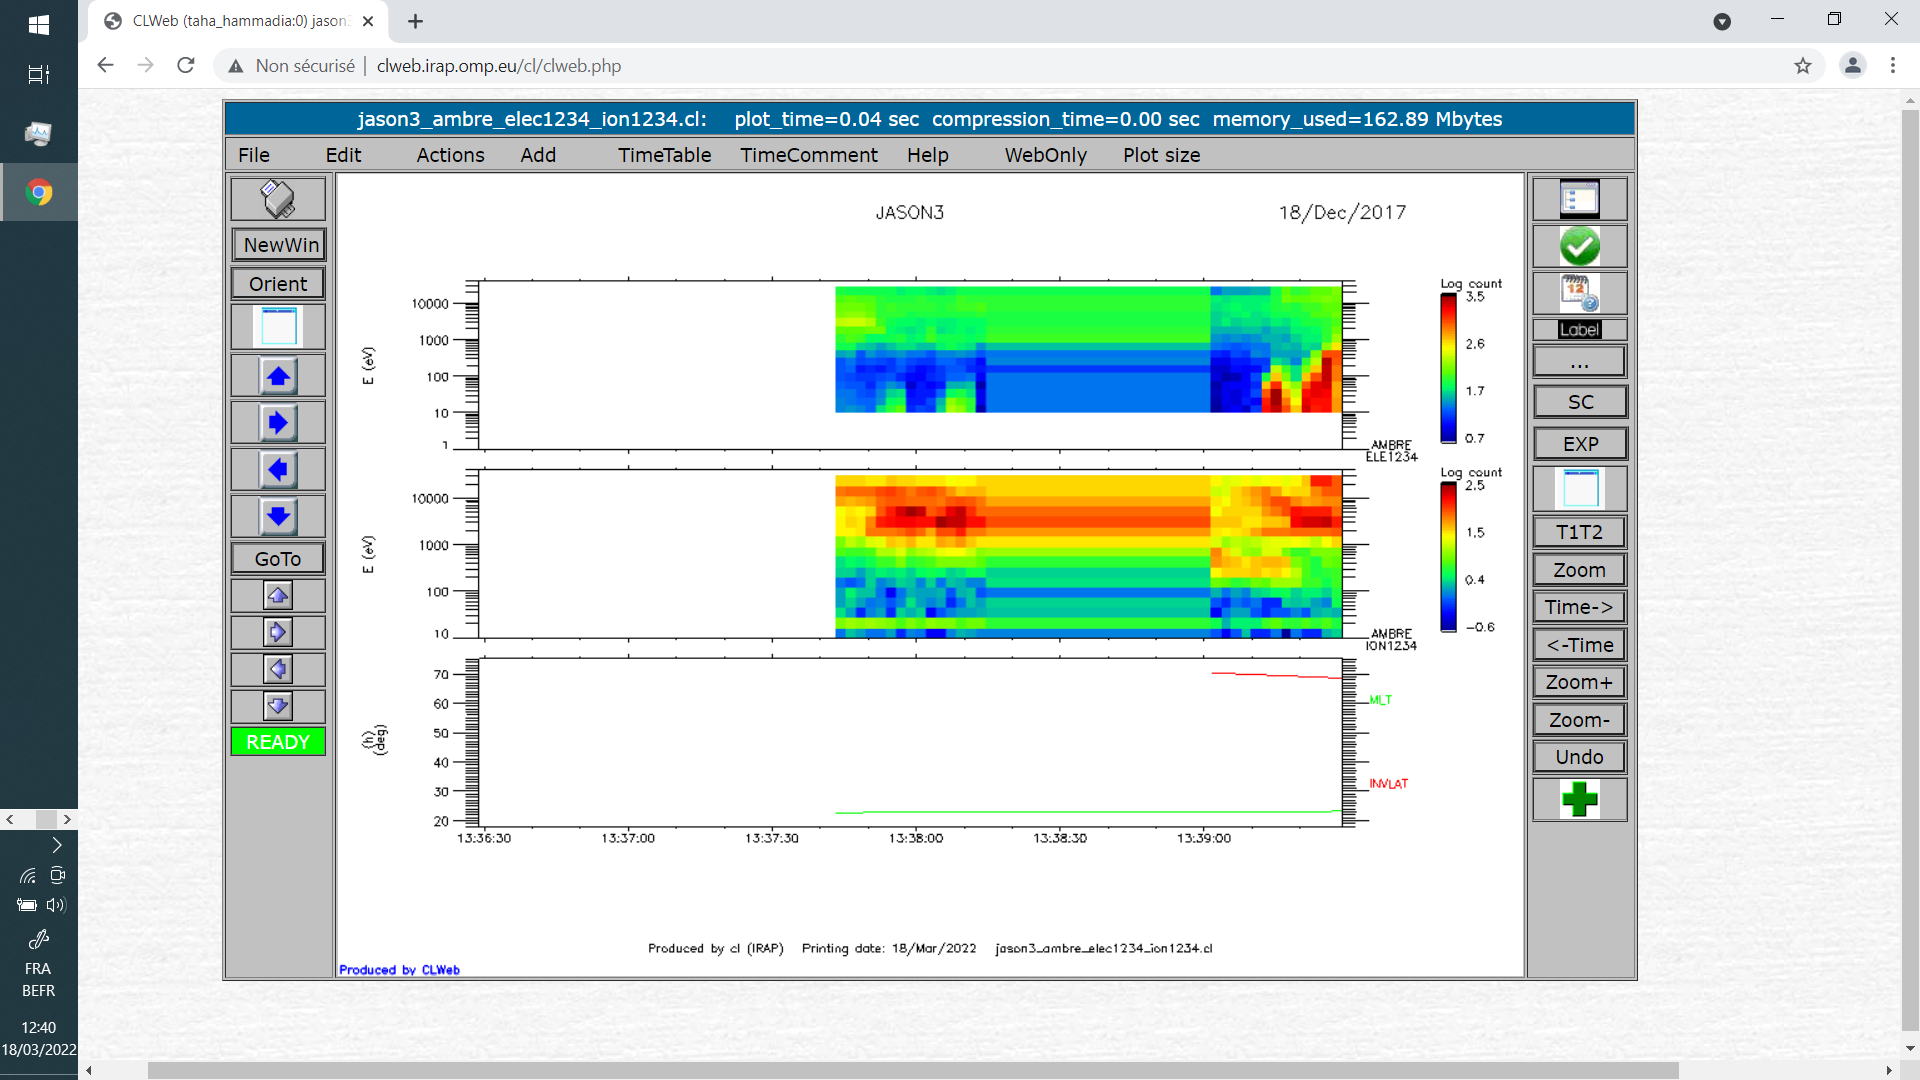 CLWeb (taha_hammadia:0) jason
Non sécurisé | clweb.irap.omp.eu/cl/clweb.php
jason3_ambre_elec1234_ion1234.cl: plot_time=0.04 sec compression_time=0.00 sec memory_used=162.89 Mbytes
File Edit Actions Add TimeTable TimeComment Help WebOnly Plot size
NewWin
Orient
GoTo
READY
JASON3 18/Dec/2017
E (eV)
10000
1000
100
10
1
Log count
3.5
2.6
1.7
0.7
AMBRE
ELE1234
E (eV)
10000
1000
100
10
Log count
2.5
1.5
0.4
-0.6
AMBRE
ION1234
(h)
(deg)
70
60
50
40
30
20
MLT
INVLAT
13:36:30 13:37:00 13:37:30 13:38:00 13:38:30 13:39:00
Produced by cl (IRAP) Printing date: 18/Mar/2022 jason3_ambre_elec1234_ion1234.cl
Produced by CLWeb
12
Label
...
SC
EXP
T1T2
Zoom
Time->
<-Time
Zoom+
Zoom-
Undo
FRA
BEFR
12:40
18/03/2022